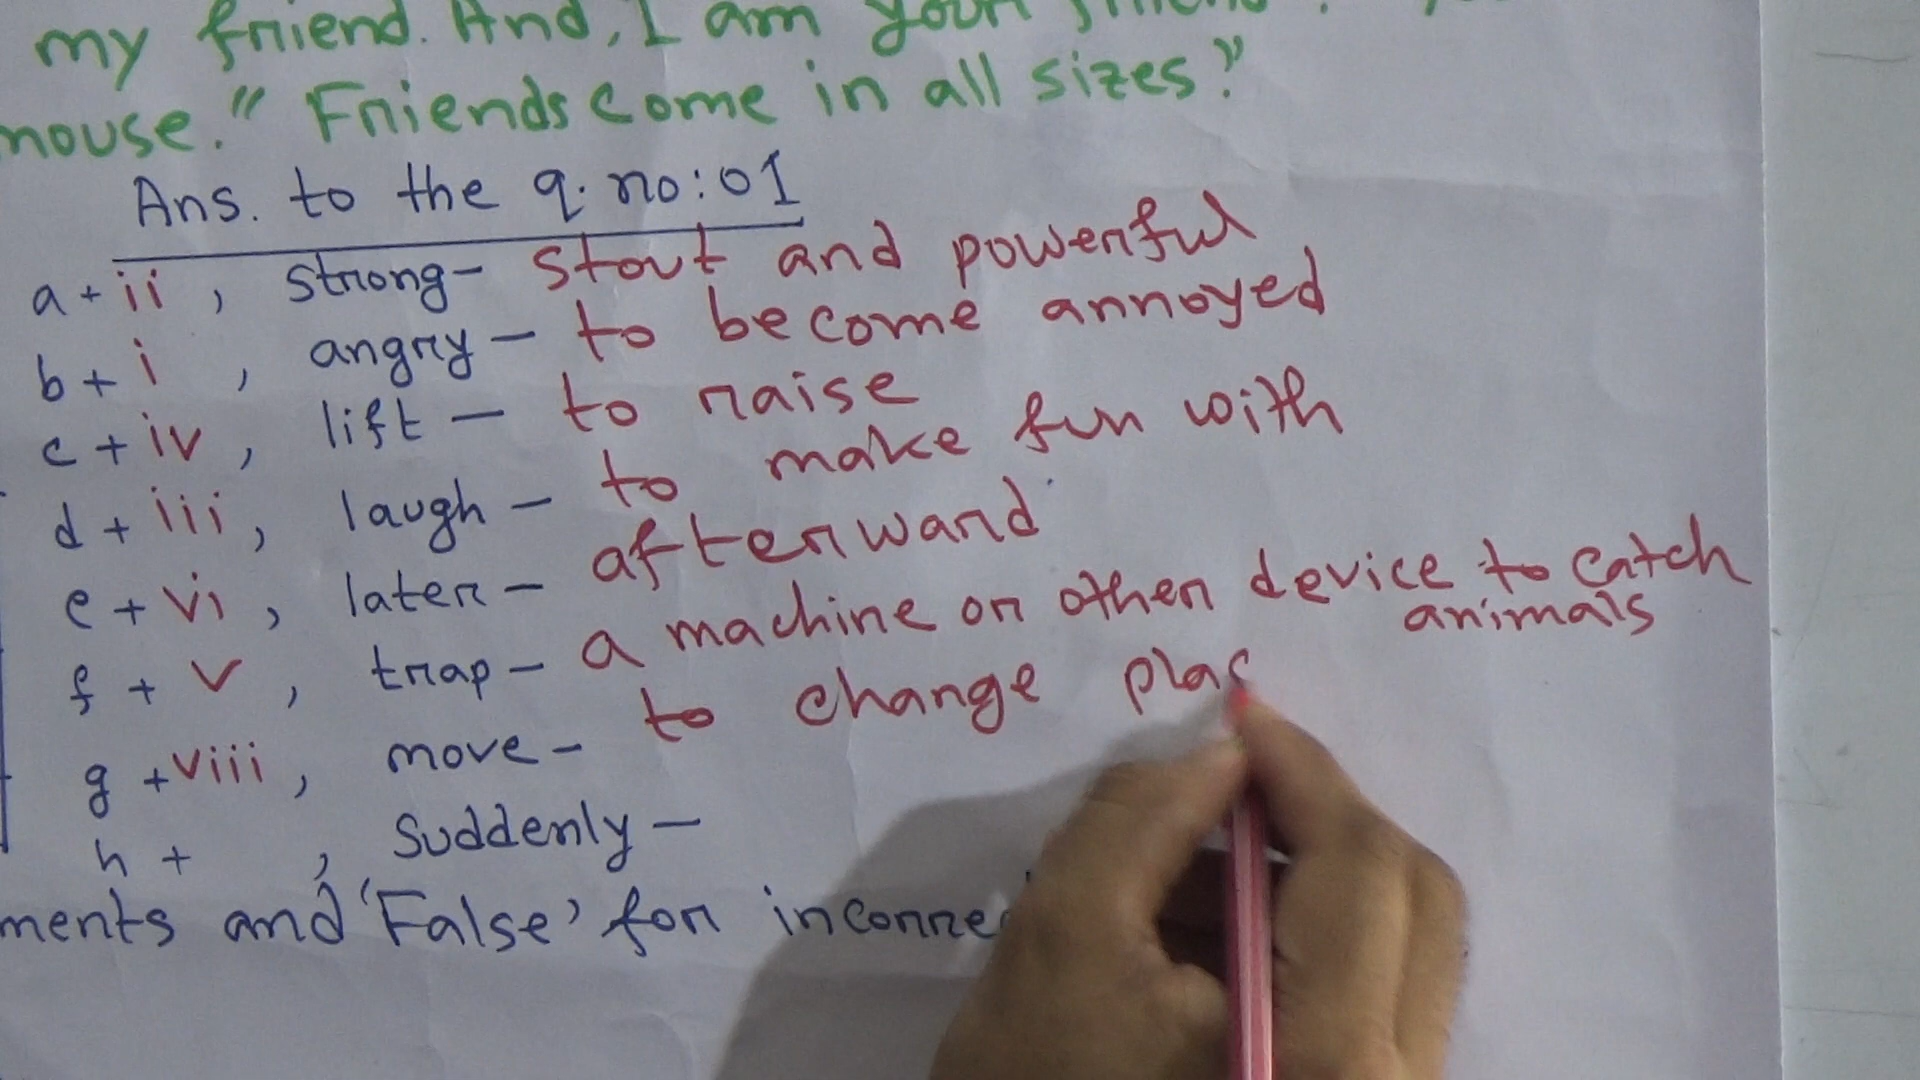 my friend. And, I am your friend.
mouse." Friends come in all sizes."
Ans. to the q. no: 01
a + ii, strong - stout and powerful
b + i, angry - to become annoyed
c + iv, lift - to raise
d + iii, laugh - to make fun with
e + vi, later - afterward
f + v, trap - a machine or other device to catch animals
g + viii, move - to change plac
h + , Suddenly -
ments and 'False' for